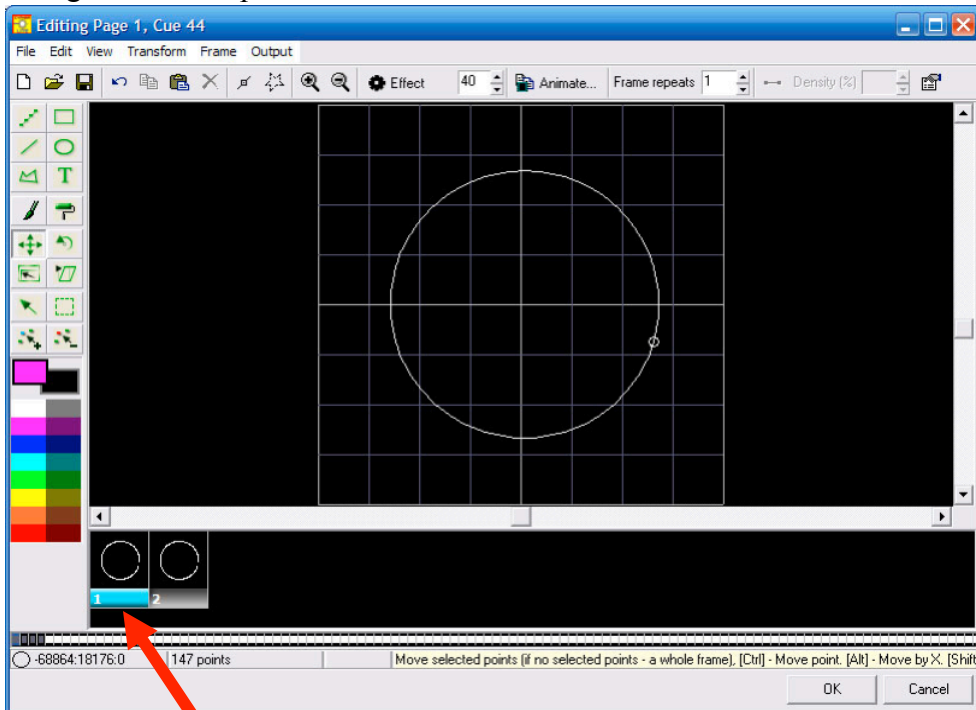 Editing Page 1, Cue 44
File Edit View Transform Frame Output
Effect 40 Animate... Frame repeats 1 Density (%)
T
1 2
-68864:18176:0 147 points Move selected points (if no selected points - a whole frame), [Ctrl] - Move point. [Alt] - Move by X. [Shift
OK Cancel